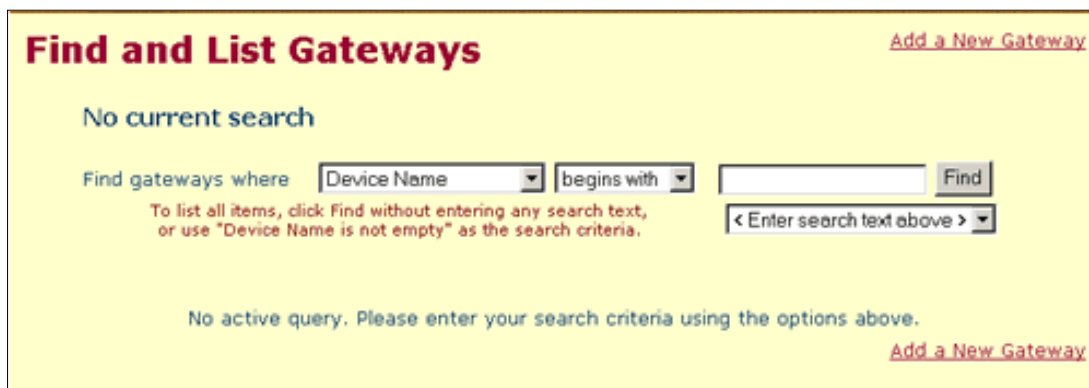 Find and List Gateways
Add a New Gateway
No current search
Find gateways where Device Name begins with Find
To list all items, click Find without entering any search text,
or use "Device Name is not empty" as the search criteria.
< Enter search text above >
No active query. Please enter your search criteria using the options above.
Add a New Gateway